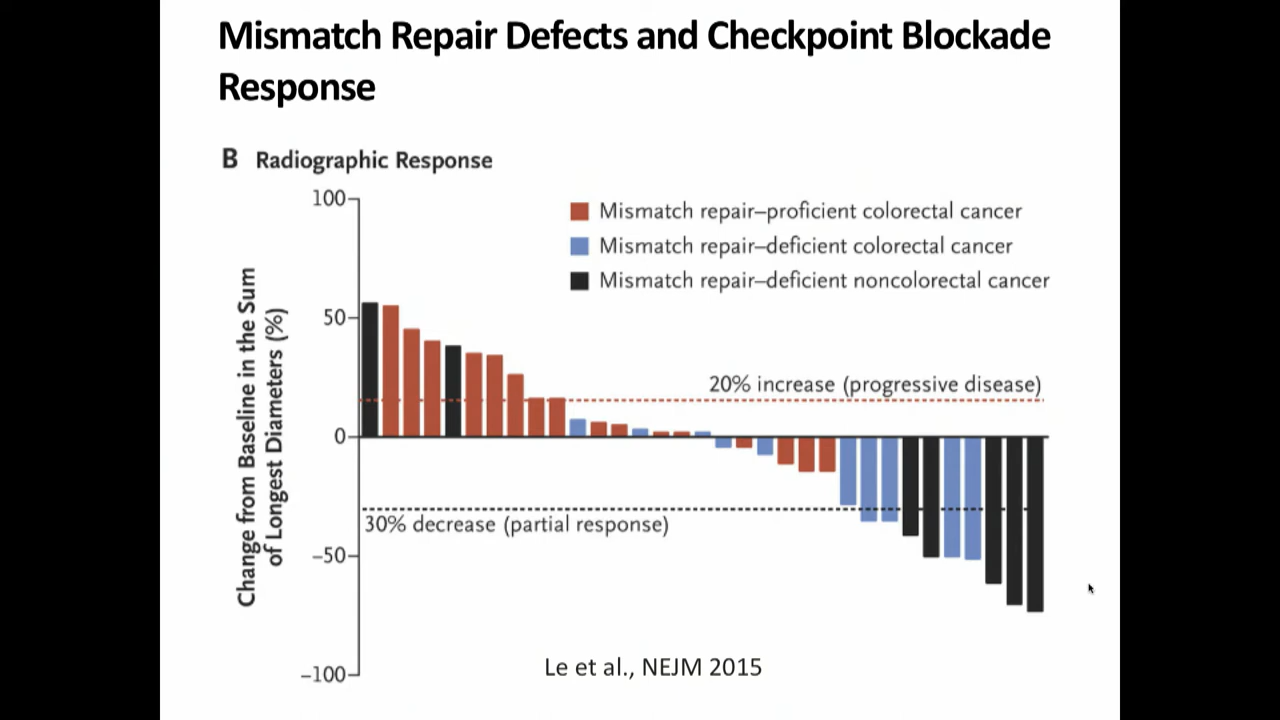 Mismatch Repair Defects and Checkpoint Blockade
Response
B Radiographic Response
Change from Baseline in the Sum
of Longest Diameters (%)
100
50
0
−50
−100
Mismatch repair–proficient colorectal cancer
Mismatch repair–deficient colorectal cancer
Mismatch repair–deficient noncolorectal cancer
20% increase (progressive disease)
30% decrease (partial response)
Le et al., NEJM 2015